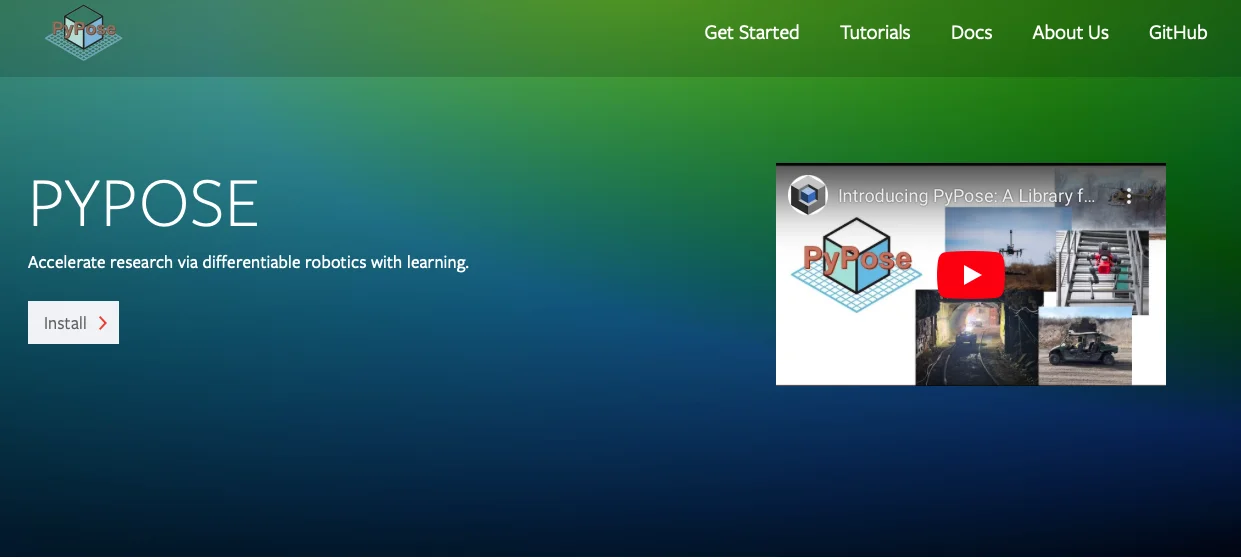 PyPose
Get Started
Tutorials
Docs
About Us
GitHub
PYPOSE
Accelerate research via differentiable robotics with learning.
Install
Introducing PyPose: A Library f...
PyPose